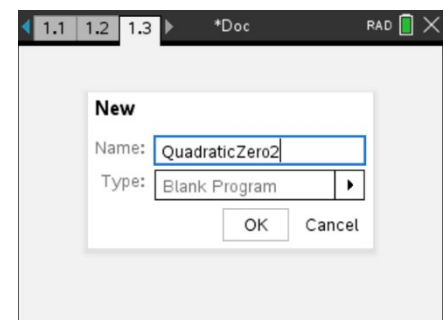 1.1 1.2 1.3 *Doc RAD
New
Name: QuadraticZero2
Type: Blank Program
OK Cancel